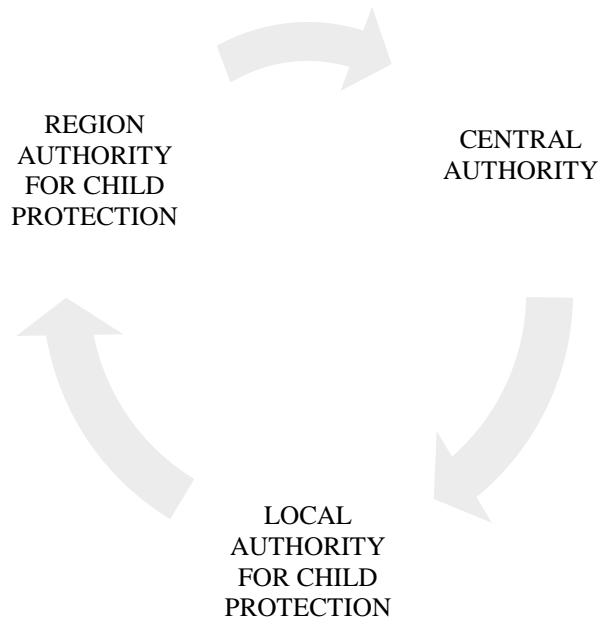 REGION
AUTHORITY
FOR CHILD
PROTECTION
CENTRAL
AUTHORITY
LOCAL
AUTHORITY
FOR CHILD
PROTECTION